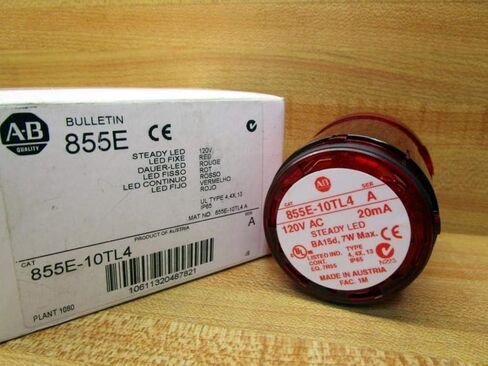 A-B
QUALITY
BULLETIN
855E CE
STEADY LED 120V
LED FIXE RED
DAUER-LED ROUGE
LED FISSO ROT
LED CONTINUO ROSSO
LED FIJO VERMELHO
ROJO
UL TYPE 4, 4X, 13
IP65
MAT NO. 855E-10TL4 A
PRODUCT OF AUSTRIA
CAT
855E-10TL4
SER
A
10611320487821
PLANT 1080
A-B
CAT SER
855E-10TL4 A
120V AC 20mA
STEADY LED
BA15d, 7W Max. CE
UL LISTED IND. CONT. EQ. TYPE 4, 4X, 13
IP65
N223
MADE IN AUSTRIA
FAC. 1M